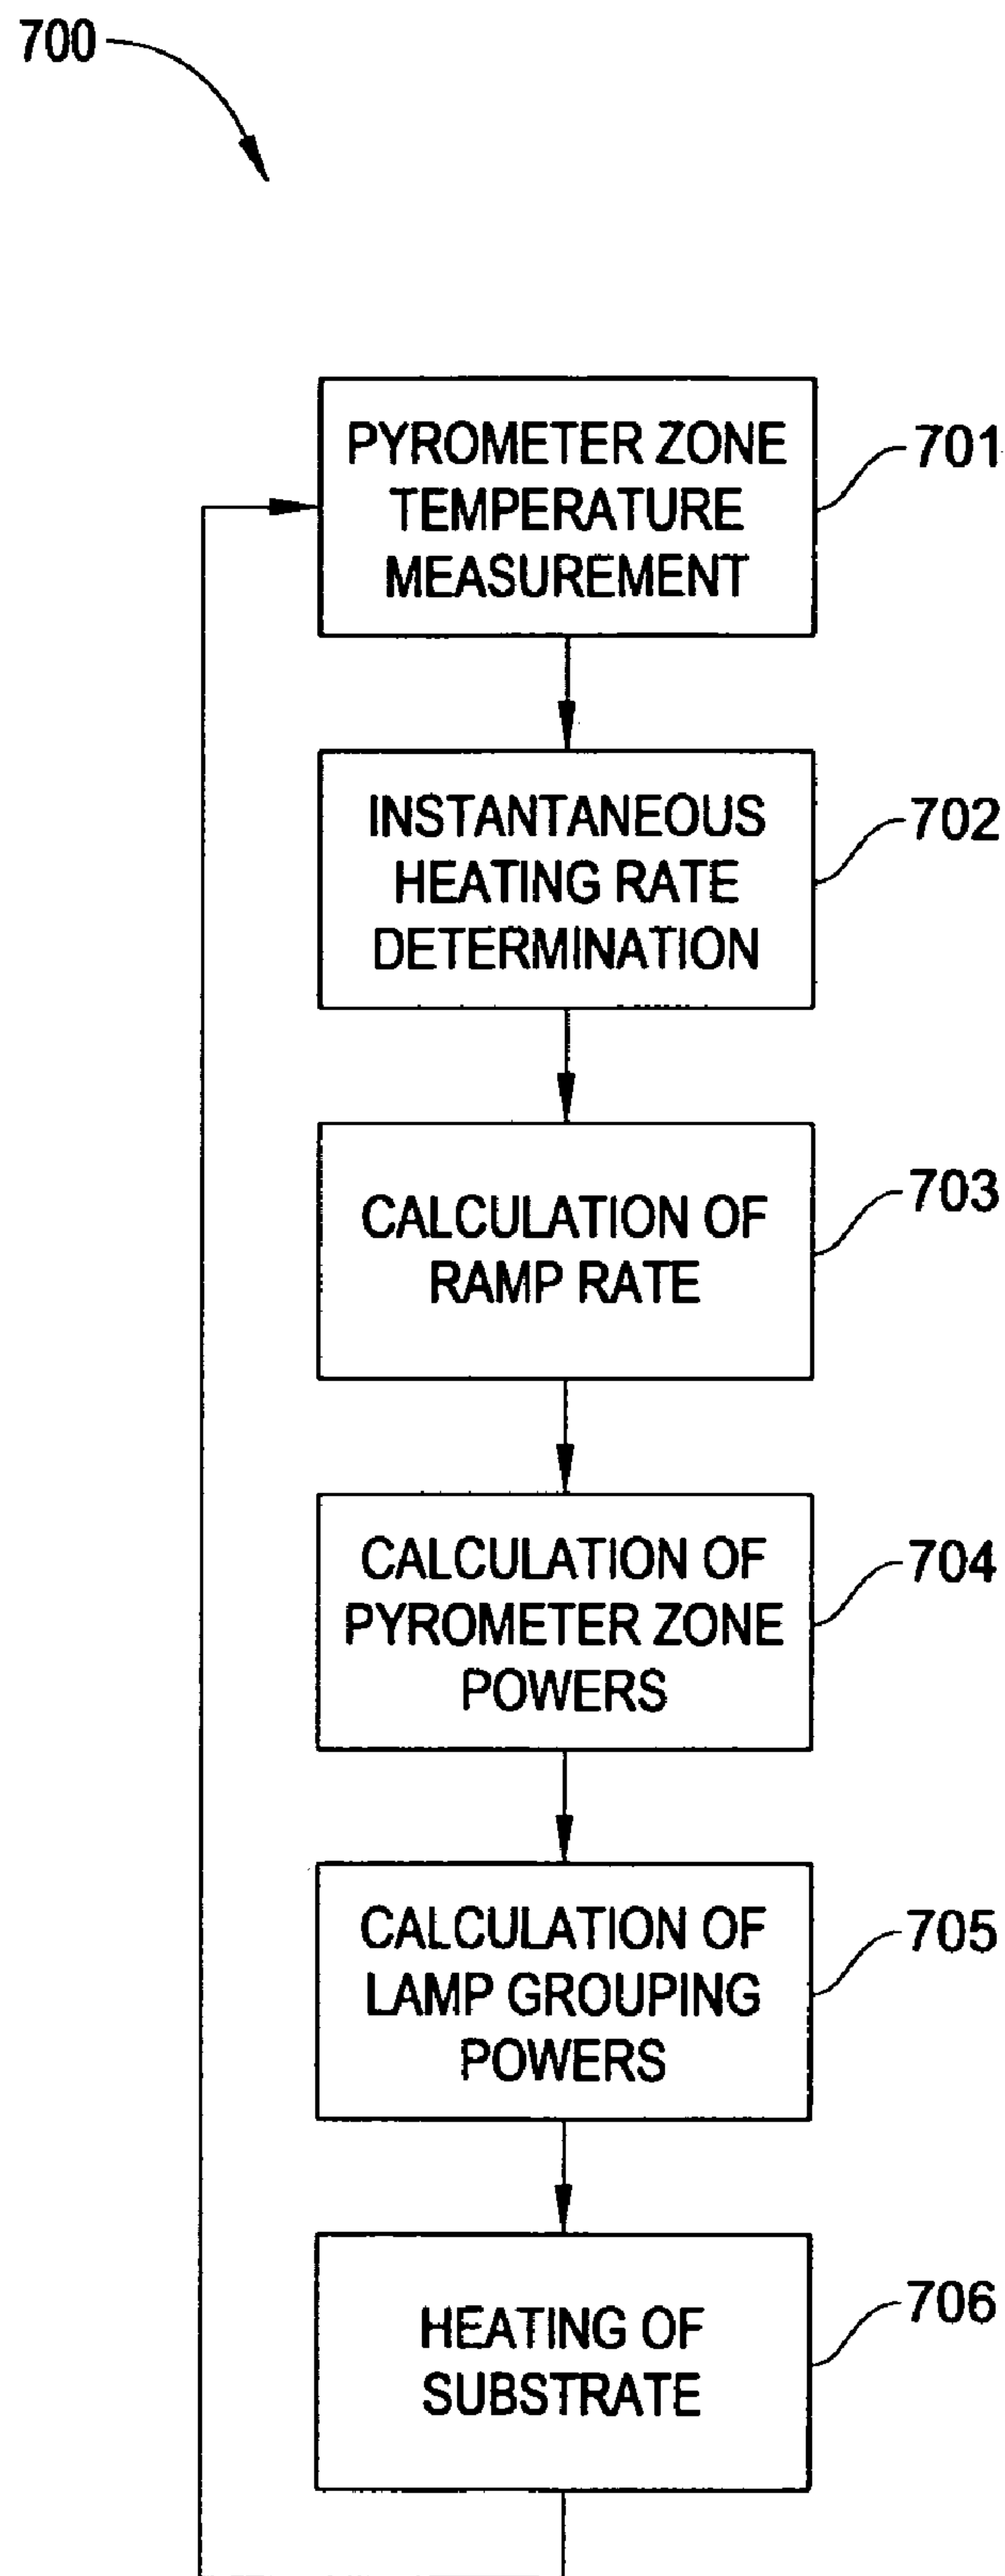 700
PYROMETER ZONE
TEMPERATURE
MEASUREMENT
701
INSTANTANEOUS
HEATING RATE
DETERMINATION
702
CALCULATION OF
RAMP RATE
703
CALCULATION OF
PYROMETER ZONE
POWERS
704
CALCULATION OF
LAMP GROUPING
POWERS
705
HEATING OF
SUBSTRATE
706